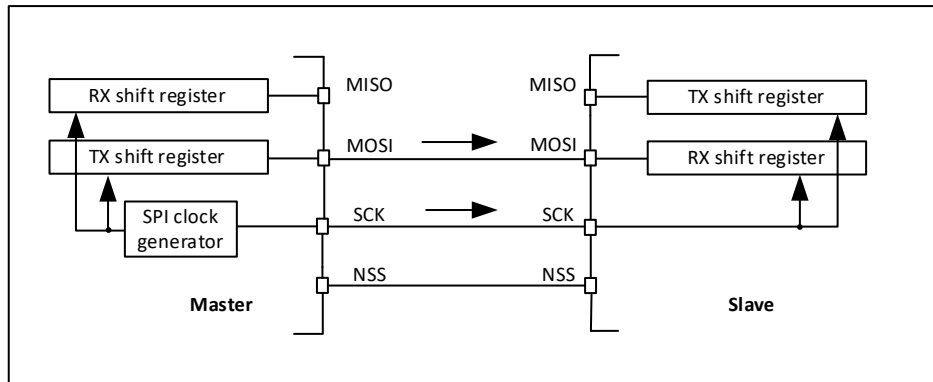 MISO MISO
RX shift register TX shift register
MOSI MOSI
TX shift register RX shift register
SPI clock
generator
SCK SCK
NSS NSS
Master Slave